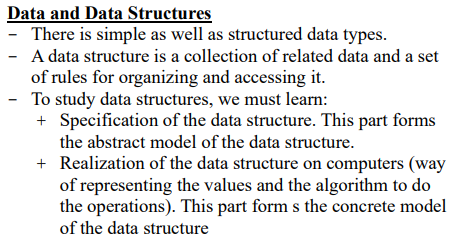 Data and Data Structures
− There is simple as well as structured data types.
− A data structure is a collection of related data and a set
of rules for organizing and accessing it.
− To study data structures, we must learn:
+ Specification of the data structure. This part forms
the abstract model of the data structure.
+ Realization of the data structure on computers (way
of representing the values and the algorithm to do
the operations). This part form s the concrete model
of the data structure